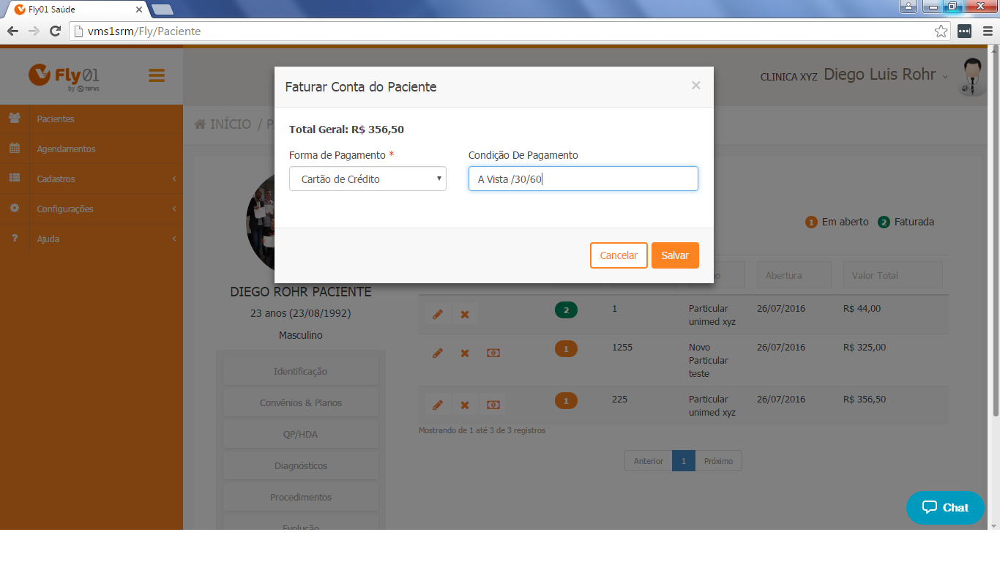 Fly01 Saúde
vms1srm/Fly/Paciente
Fly01
by TOTVS
CLINICA XYZ Diego Luis Rohr
Pacientes
Agendamentos
Cadastros
Configurações
Ajuda
INÍCIO / P
Faturar Conta do Paciente
Total Geral: R$ 356,50
Forma de Pagamento * Condição De Pagamento
Cartão de Crédito A Vista /30/60
Cancelar Salvar
1 Em aberto 2 Faturada
DIEGO ROHR PACIENTE
23 anos (23/08/1992)
Masculino
Identificação
Convênios & Planos
QP/HDA
Diagnósticos
Procedimentos
Evolução
Abertura Valor Total
2 1 Particular 26/07/2016 R$ 44,00
unimed xyz
1 1255 Novo 26/07/2016 R$ 325,00
Particular
teste
1 225 Particular 26/07/2016 R$ 356,50
unimed xyz
Mostrando de 1 até 3 de 3 registros
Anterior 1 Próximo
Chat